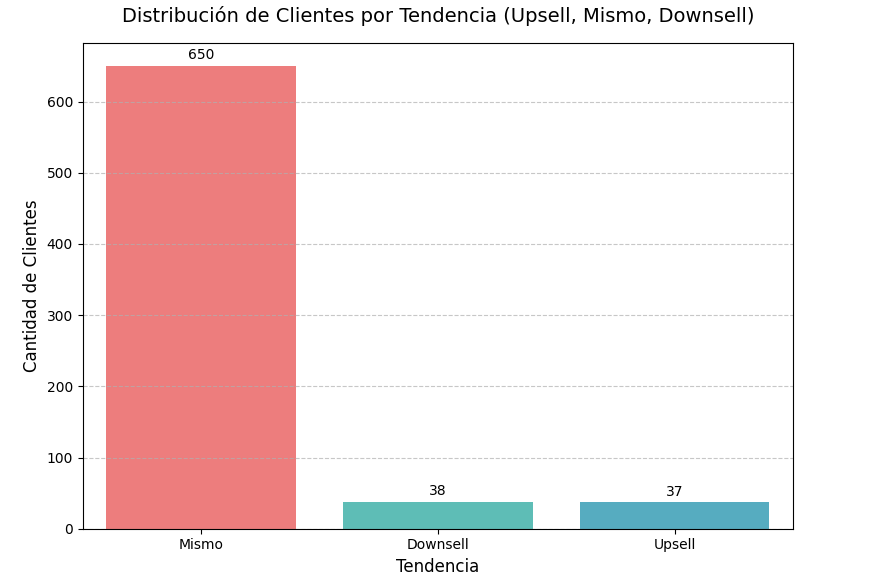 Distribución de Clientes por Tendencia (Upsell, Mismo, Downsell)
650
600
500
400
300
200
100
0
38
37
Cantidad de Clientes
Mismo
Downsell
Upsell
Tendencia